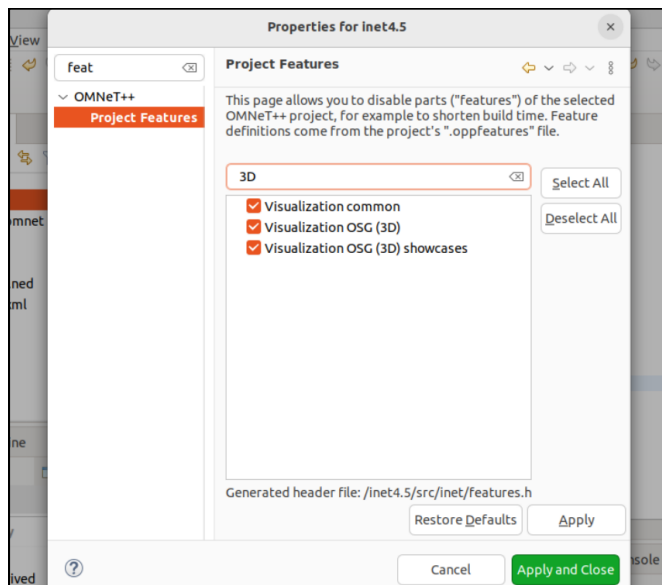 Properties for inet4.5
View
feat
Project Features
OMNeT++
Project Features
This page allows you to disable parts ("features") of the selected
OMNeT++ project, for example to shorten build time. Feature
definitions come from the project's ".oppfeatures" file.
3D
Select All
Deselect All
Visualization common
Visualization OSG (3D)
Visualization OSG (3D) showcases
omnet
ned
xml
ine
Generated header file: /inet4.5/src/inet/features.h
Restore Defaults
Apply
?
Cancel
Apply and Close
nsole
ived